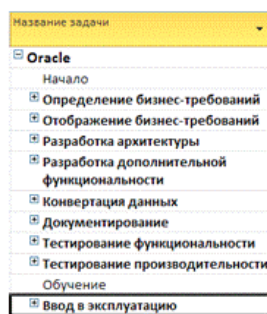 Название задачи
Oracle
Начало
Определение бизнес-требований
Отображение бизнес-требований
Разработка архитектуры
Разработка дополнительной
функциональности
Конвертация данных
Документирование
Тестирование функциональности
Тестирование производительности
Обучение
Ввод в эксплуатацию